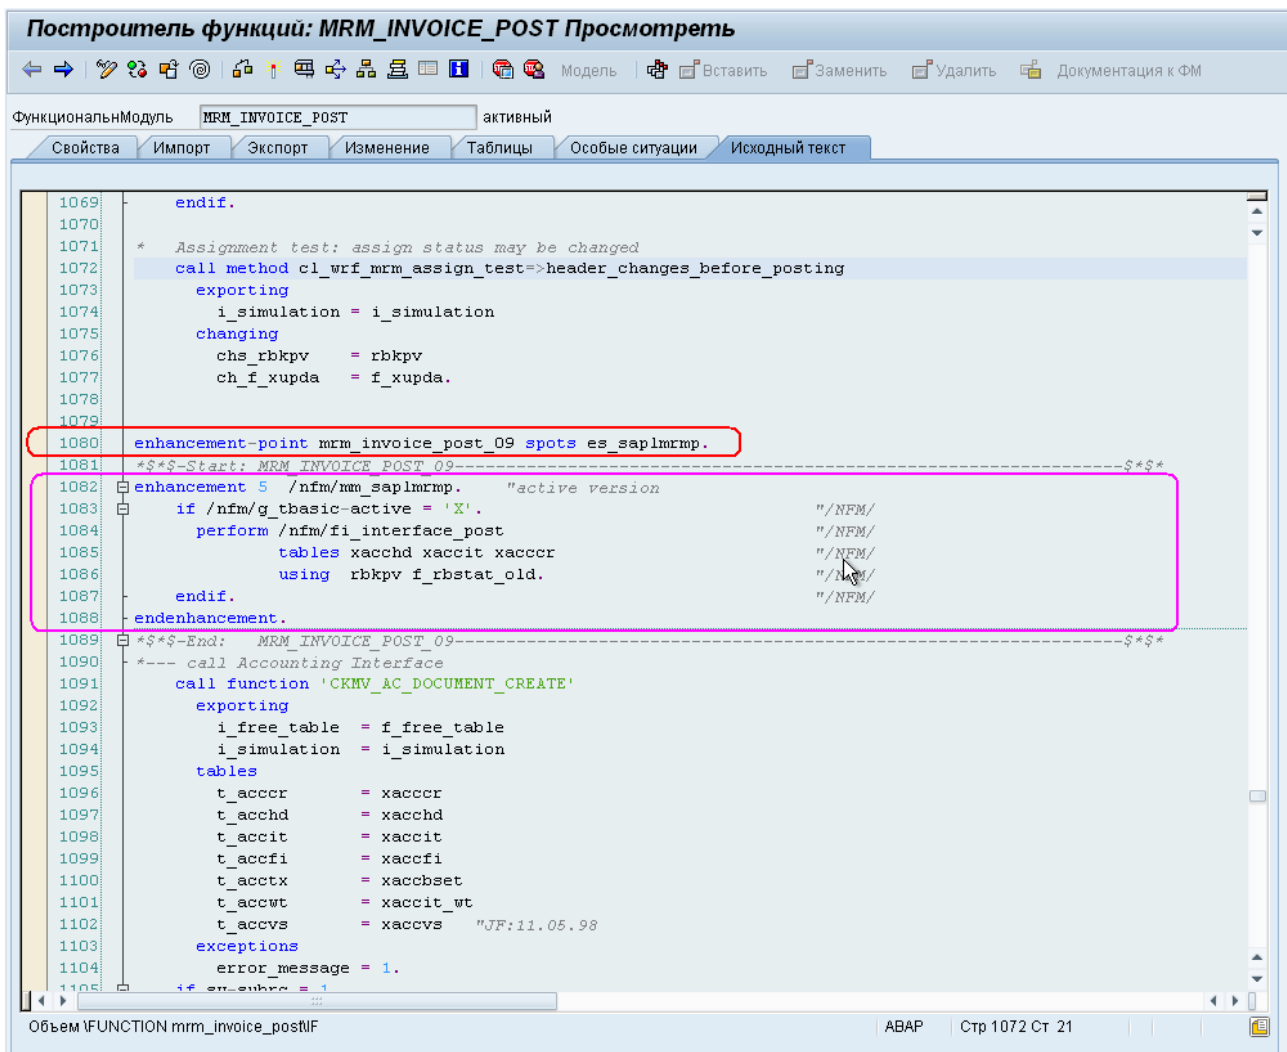 Построитель функций: MRM_INVOICE_POST Просмотреть
Модель Вставить Заменить Удалить Документация к ФМ
ФункциональнМодуль MRM_INVOICE_POST активный
Свойства Импорт Экспорт Изменение Таблицы Особые ситуации Исходный текст
1069 endif.
1070
1071 * Assignment test: assign status may be changed
1072 call method cl_wrf_mrm_assign_test=>header_changes_before_posting
1073 exporting
1074 i_simulation = i_simulation
1075 changing
1076 chs_rbkpv = rbkpv
1077 ch_f_xupda = f_xupda.
1078
1079
1080 enhancement-point mrm_invoice_post_09 spots es_saplmrmp.
1081 *$*$-Start: MRM_INVOICE_POST_09----------------------------------------------------------------$*$*
1082 enhancement 5 /nfm/mm_saplmrmp. "active version
1083 if /nfm/g_tbasic-active = 'X'. "/NFM/
1084 perform /nfm/fi_interface_post "/NFM/
1085 tables xacchd xaccit xacccr "/NFM/
1086 using rbkpv f_rbstat_old. "/NFM/
1087 endif. "/NFM/
1088 endenhancement.
1089 *$*$-End: MRM_INVOICE_POST_09----------------------------------------------------------------$*$*
1090 *--- call Accounting Interface
1091 call function 'CKMV_AC_DOCUMENT_CREATE'
1092 exporting
1093 i_free_table = f_free_table
1094 i_simulation = i_simulation
1095 tables
1096 t_acccr = xacccr
1097 t_acchd = xacchd
1098 t_accit = xaccit
1099 t_accfi = xaccfi
1100 t_acctx = xaccbset
1101 t_accwt = xaccit_wt
1102 t_accvs = xaccvs "JF:11.05.98
1103 exceptions
1104 error_message = 1.
1105 if sy-subrc = 1
Объем \FUNCTION mrm_invoice_post\IF ABAP Стр 1072 Ст 21